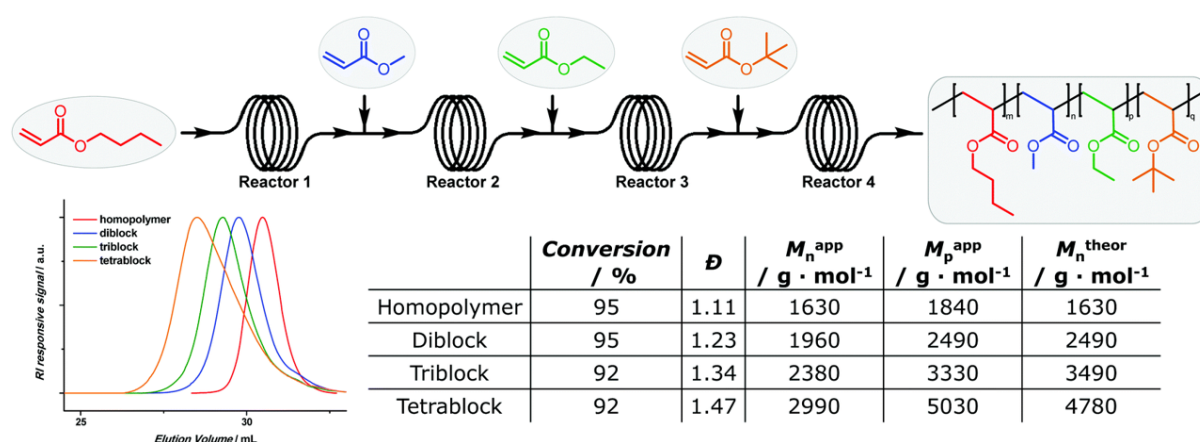 O
O
O
O
O
O
O
O
Reactor 1
Reactor 2
Reactor 3
Reactor 4
m
n
p
q
O
O
O
O
O
O
O
O
homopolymer
diblock
triblock
tetrablock
RI responsive signal / a.u.
25
30
Elution Volume / mL
Conversion / %
Đ
Mₙᵃᵖᵖ / g · mol⁻¹
Mₚᵃᵖᵖ / g · mol⁻¹
Mₙᵗʰᵉᵒʳ / g · mol⁻¹
Homopolymer 95 1.11 1630 1840 1630
Diblock 95 1.23 1960 2490 2490
Triblock 92 1.34 2380 3330 3490
Tetrablock 92 1.47 2990 5030 4780